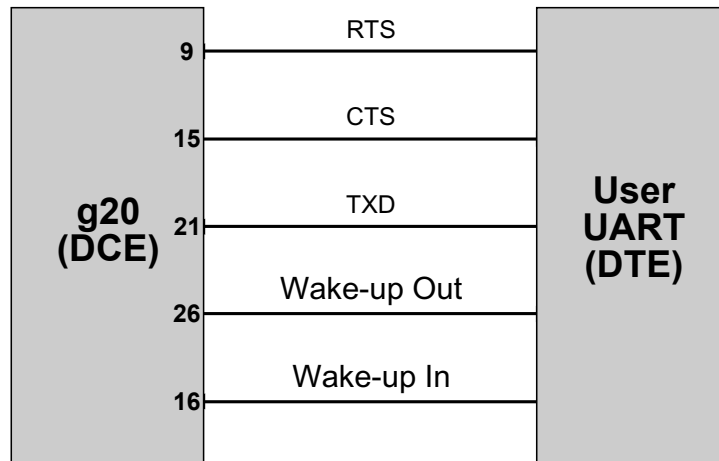 RTS
9
CTS
15
g20
(DCE)
TXD
21
User
UART
(DTE)
Wake-up Out
26
Wake-up In
16